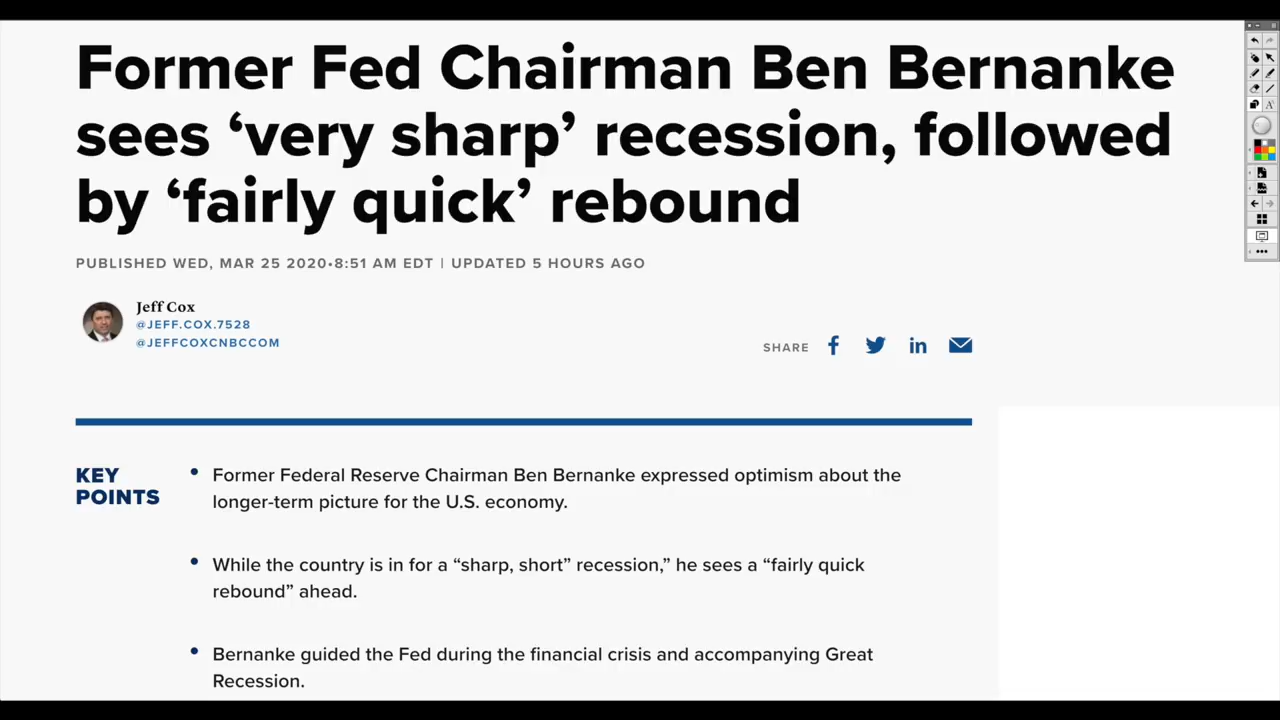 Former Fed Chairman Ben Bernanke
sees ‘very sharp’ recession, followed
by ‘fairly quick’ rebound
PUBLISHED WED, MAR 25 2020•8:51 AM EDT | UPDATED 5 HOURS AGO
Jeff Cox
@JEFF.COX.7528
@JEFFCOXCNBCCOM
SHARE
KEY
POINTS
• Former Federal Reserve Chairman Ben Bernanke expressed optimism about the
longer-term picture for the U.S. economy.
• While the country is in for a “sharp, short” recession,” he sees a “fairly quick
rebound” ahead.
• Bernanke guided the Fed during the financial crisis and accompanying Great
Recession.